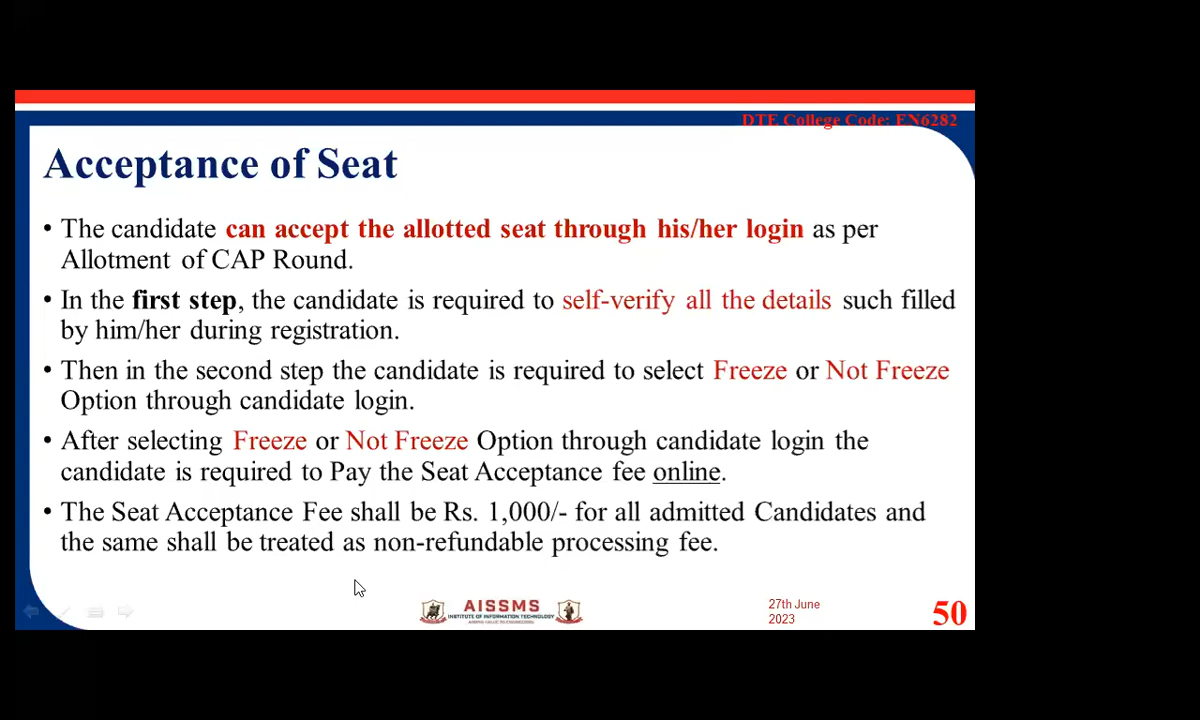 DTE College Code: EN6282
Acceptance of Seat
• The candidate can accept the allotted seat through his/her login as per
Allotment of CAP Round.
• In the first step, the candidate is required to self-verify all the details such filled
by him/her during registration.
• Then in the second step the candidate is required to select Freeze or Not Freeze
Option through candidate login.
• After selecting Freeze or Not Freeze Option through candidate login the
candidate is required to Pay the Seat Acceptance fee online.
• The Seat Acceptance Fee shall be Rs. 1,000/- for all admitted Candidates and
the same shall be treated as non-refundable processing fee.
AISSMS
INSTITUTE OF INFORMATION TECHNOLOGY
27th June
2023
50